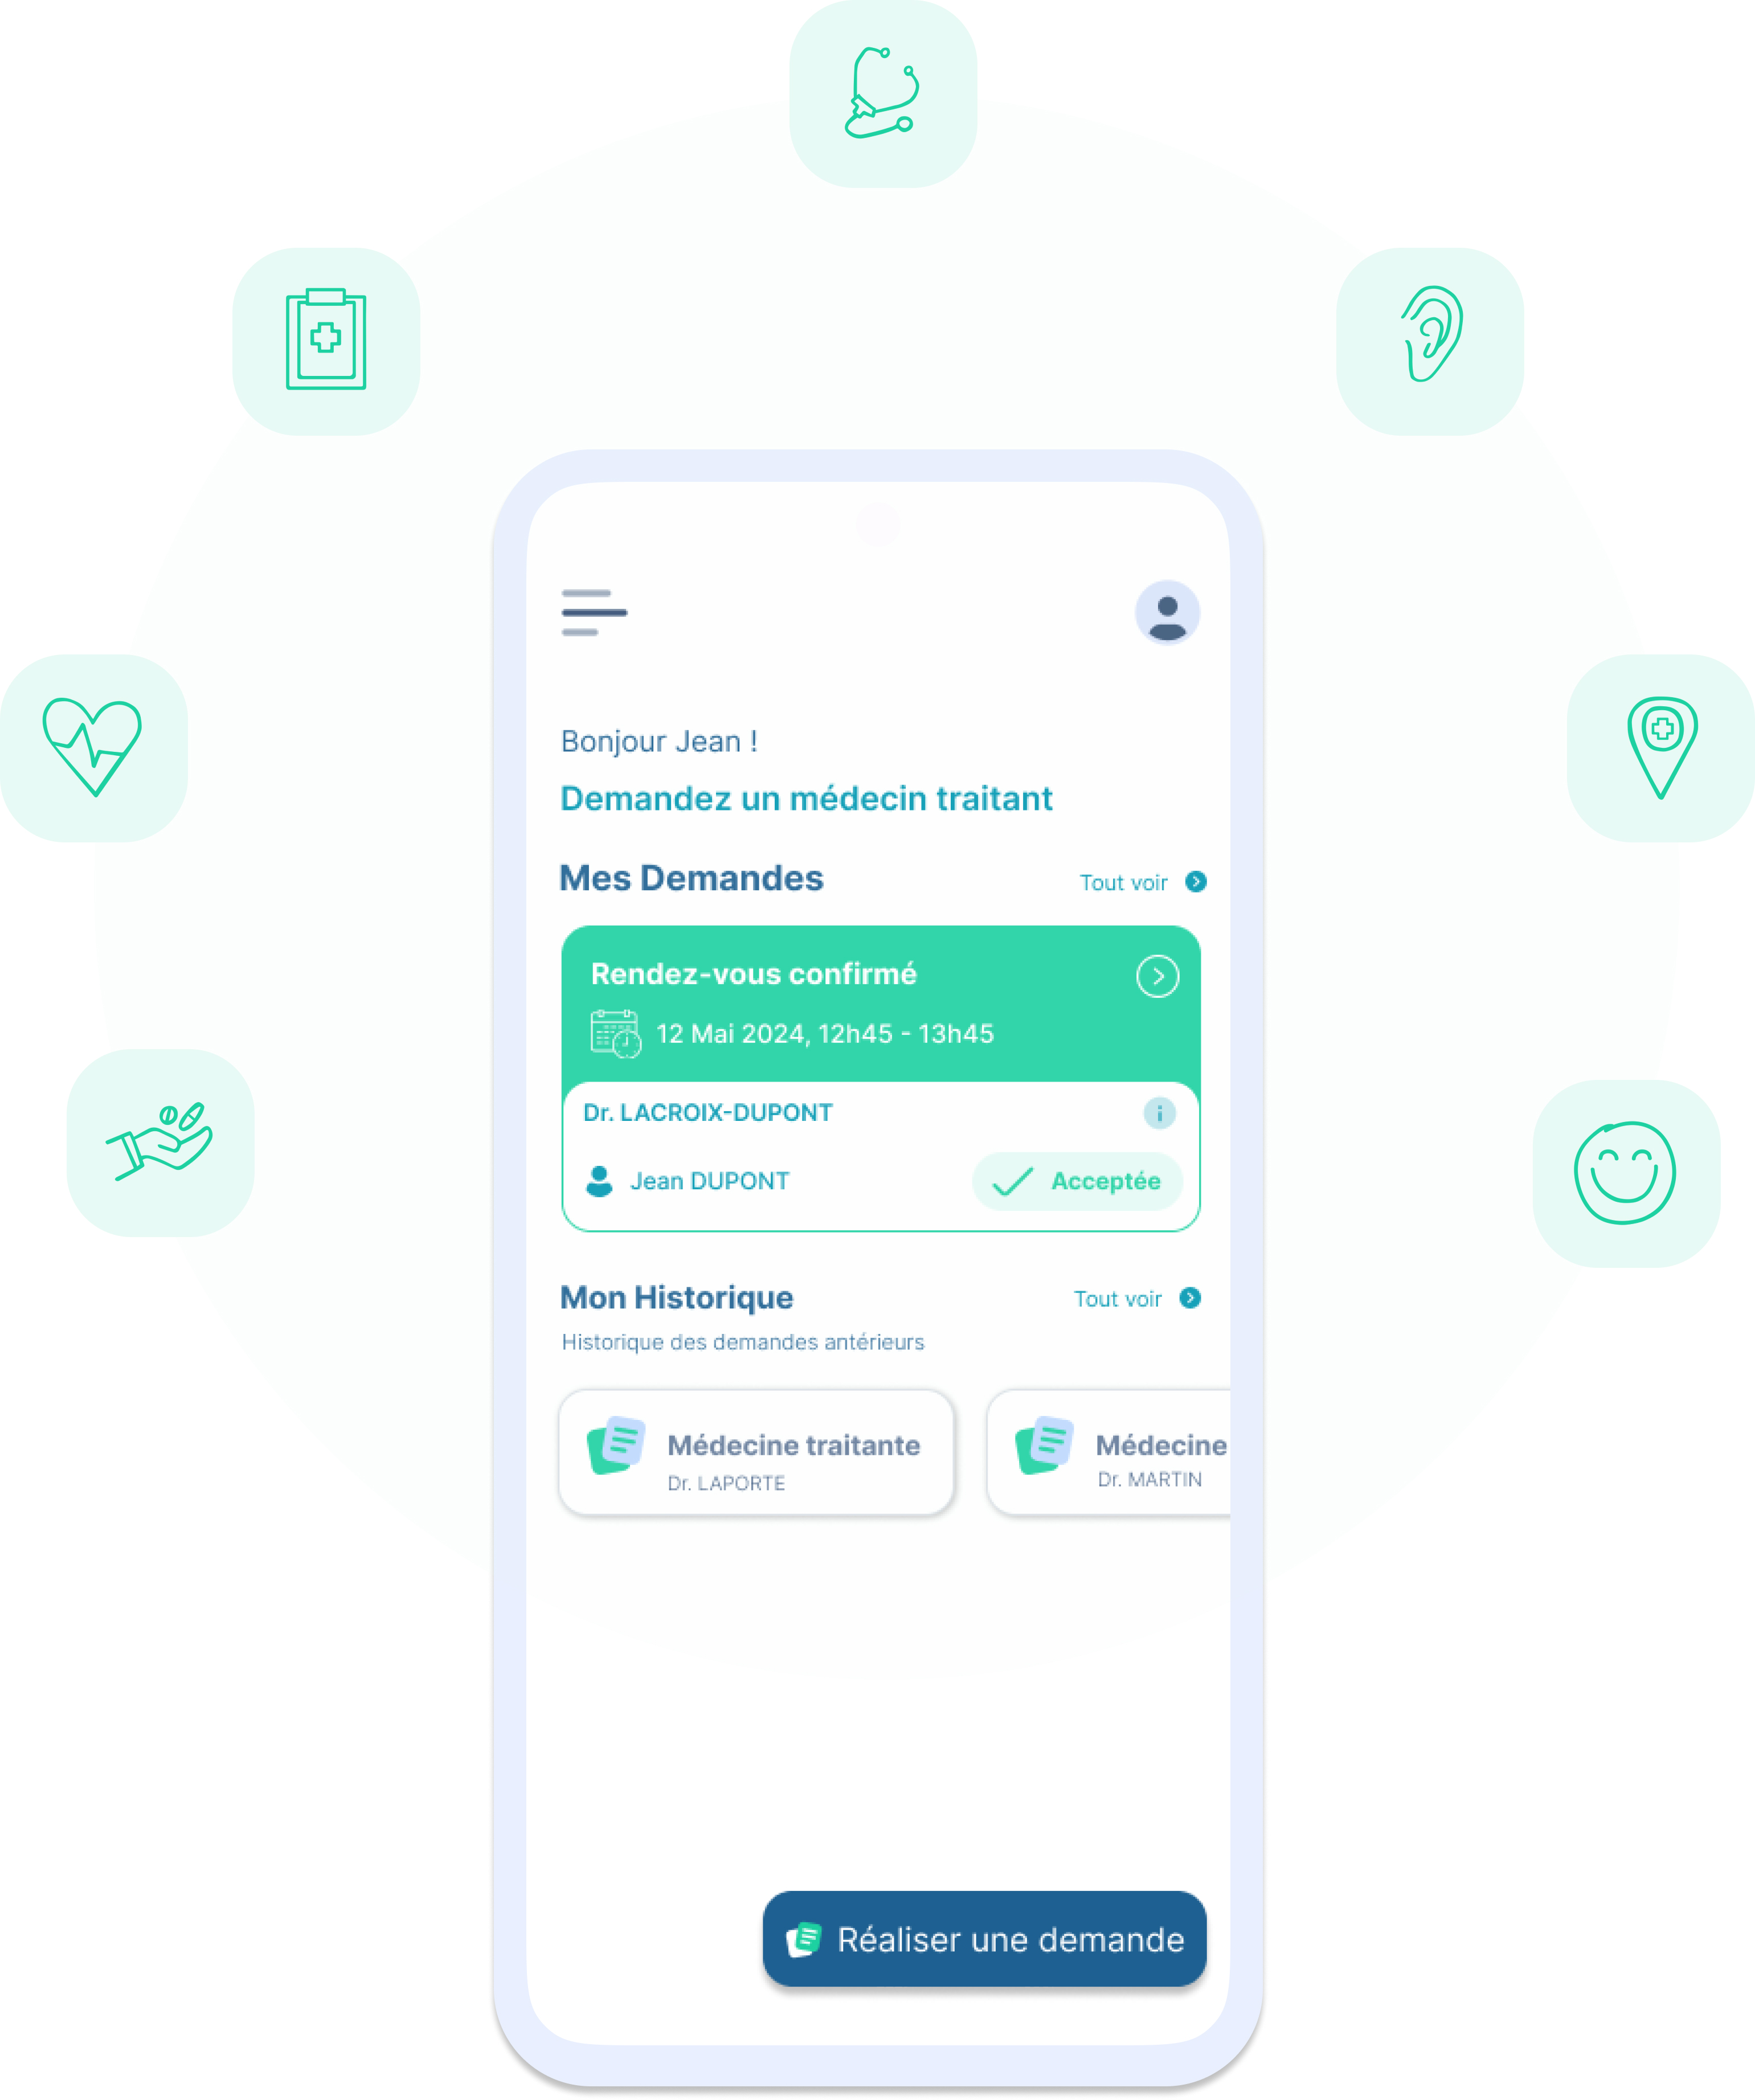 Bonjour Jean !
Demandez un médecin traitant
Mes Demandes
Tout voir
Rendez-vous confirmé
12 Mai 2024, 12h45 - 13h45
Dr. LACROIX-DUPONT
Jean DUPONT
Acceptée
Mon Historique
Tout voir
Historique des demandes antérieurs
Médecine traitante
Dr. LAPORTE
Médecine
Dr. MARTIN
Réaliser une demande